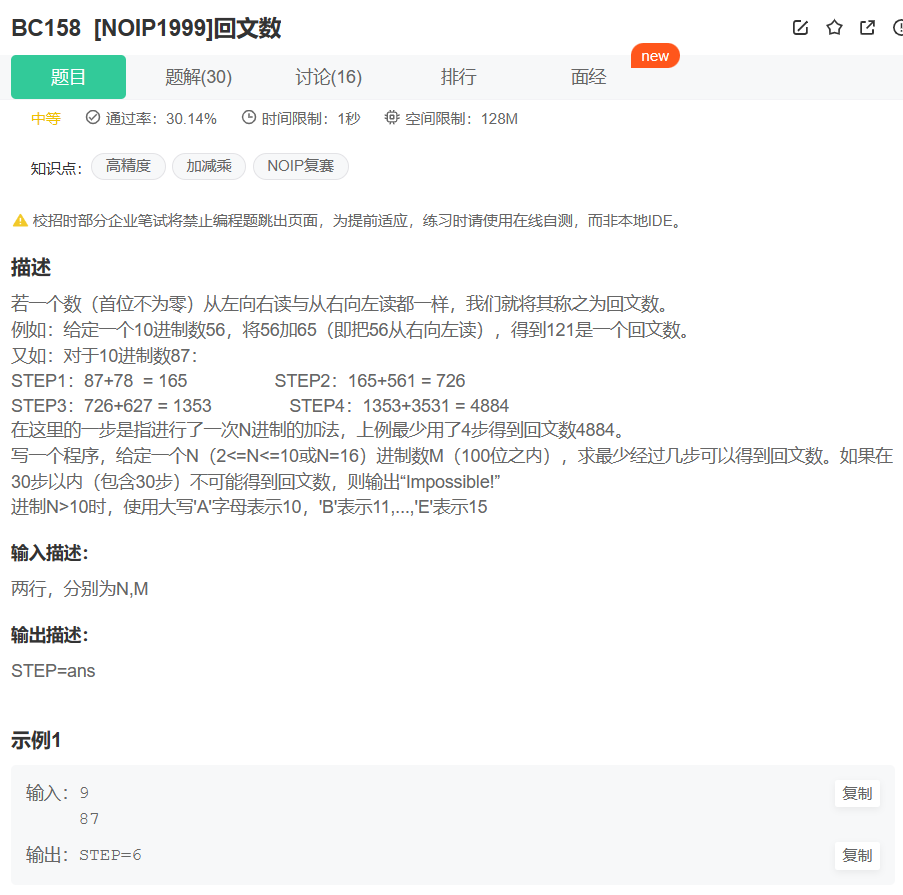 BC158 [NOIP1999]回文数
题目 题解(30) 讨论(16) 排行 面经 new
中等 通过率：30.14% 时间限制：1秒 空间限制：128M
知识点： 高精度 加减乘 NOIP复赛
校招时部分企业笔试将禁止编程题跳出页面，为提前适应，练习时请使用在线自测，而非本地IDE。
描述
若一个数（首位不为零）从左向右读与从右向左读都一样，我们就将其称之为回文数。
例如：给定一个10进制数56，将56加65（即把56从右向左读），得到121是一个回文数。
又如：对于10进制数87：
STEP1：87+78 = 165 STEP2：165+561 = 726
STEP3：726+627 = 1353 STEP4：1353+3531 = 4884
在这里的一步是指进行了一次N进制的加法，上例最少用了4步得到回文数4884。
写一个程序，给定一个N（2<=N<=10或N=16）进制数M（100位之内），求最少经过几步可以得到回文数。如果在
30步以内（包含30步）不可能得到回文数，则输出“Impossible!”
进制N>10时，使用大写'A'字母表示10，'B'表示11,...,'E'表示15
输入描述：
两行，分别为N,M
输出描述：
STEP=ans
示例1
输入：9 复制
87
输出：STEP=6 复制